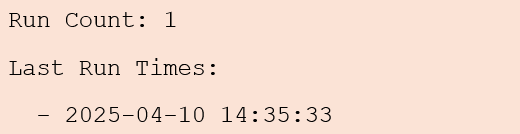 Run Count: 1
Last Run Times:
- 2025-04-10 14:35:33